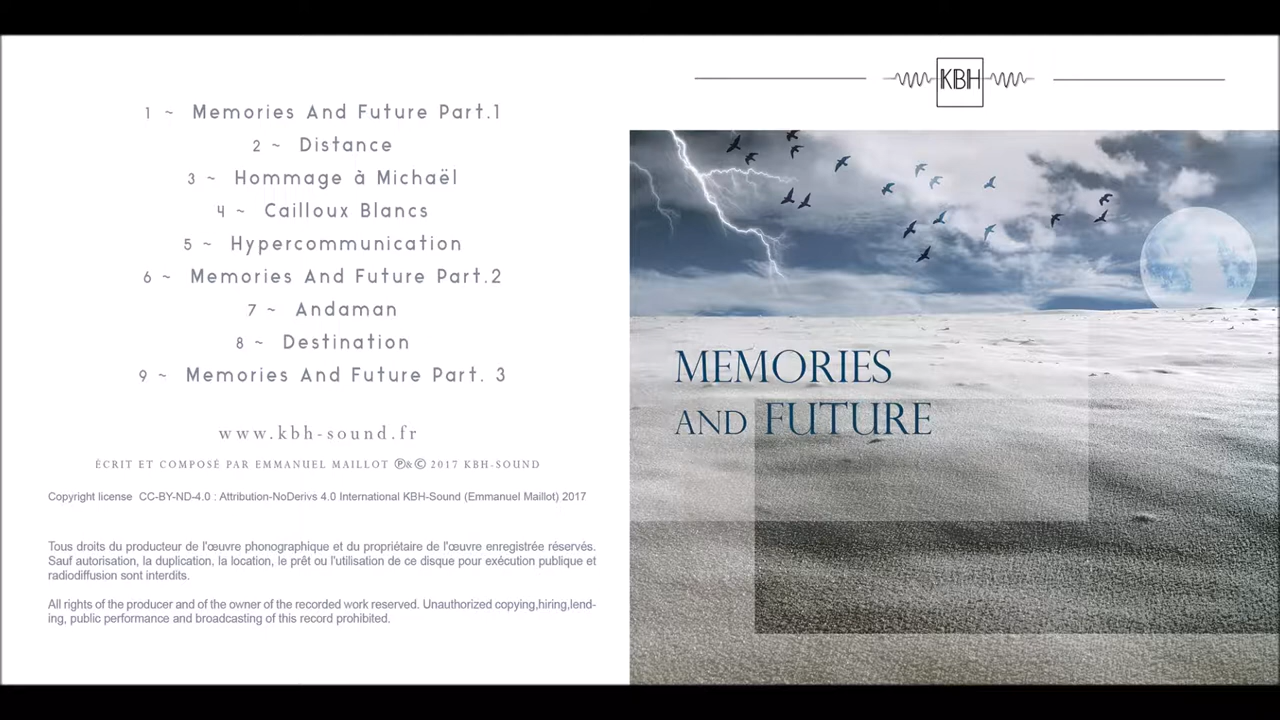 1 ~ Memories And Future Part.1
2 ~ Distance
3 ~ Hommage à Michaël
4 ~ Cailloux Blancs
5 ~ Hypercommunication
6 ~ Memories And Future Part.2
7 ~ Andaman
8 ~ Destination
9 ~ Memories And Future Part. 3
www.kbh-sound.fr
ÉCRIT ET COMPOSÉ PAR EMMANUEL MAILLOT ℗&© 2017 KBH-SOUND
Copyright license CC-BY-ND-4.0 : Attribution-NoDerivs 4.0 International KBH-Sound (Emmanuel Maillot) 2017
Tous droits du producteur de l'œuvre phonographique et du propriétaire de l'œuvre enregistrée réservés.
Sauf autorisation, la duplication, la location, le prêt ou l'utilisation de ce disque pour exécution publique et
radiodiffusion sont interdits.
All rights of the producer and of the owner of the recorded work reserved. Unauthorized copying,hiring,lend-
ing, public performance and broadcasting of this record prohibited.
KBH
MEMORIES
AND FUTURE